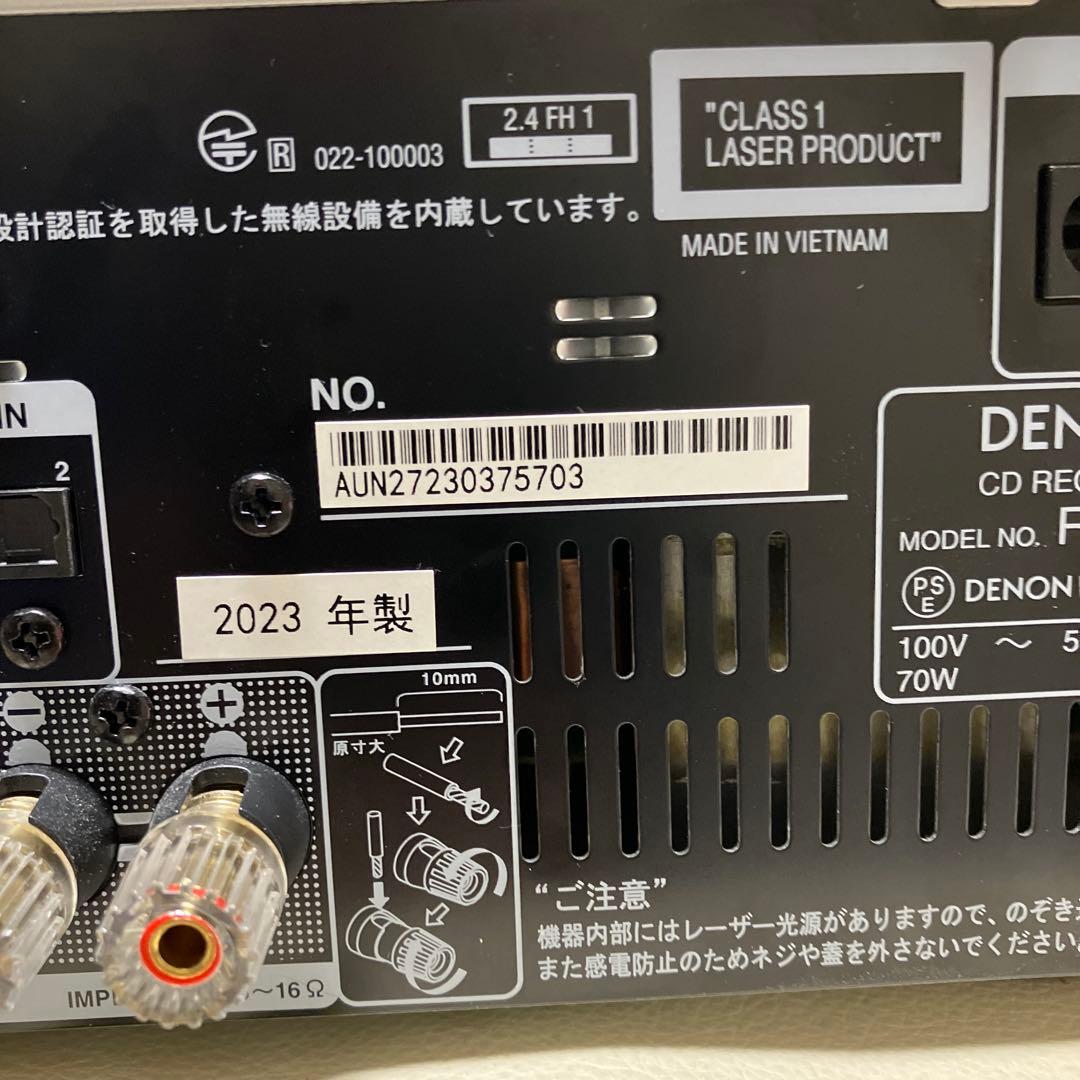 R 022-100003
2.4 FH 1
"CLASS 1
LASER PRODUCT"
設計認証を取得した無線設備を内蔵しています。
MADE IN VIETNAM
IN
2
NO.
AUN27230375703
2023 年製
DEN
CD REC
MODEL NO. F
PSE DENON
100V ～ 5
70W
－ ＋
10mm
原寸大
“ご注意”
機器内部にはレーザー光源がありますので、のぞき
また感電防止のためネジや蓋を外さないでください
～16Ω